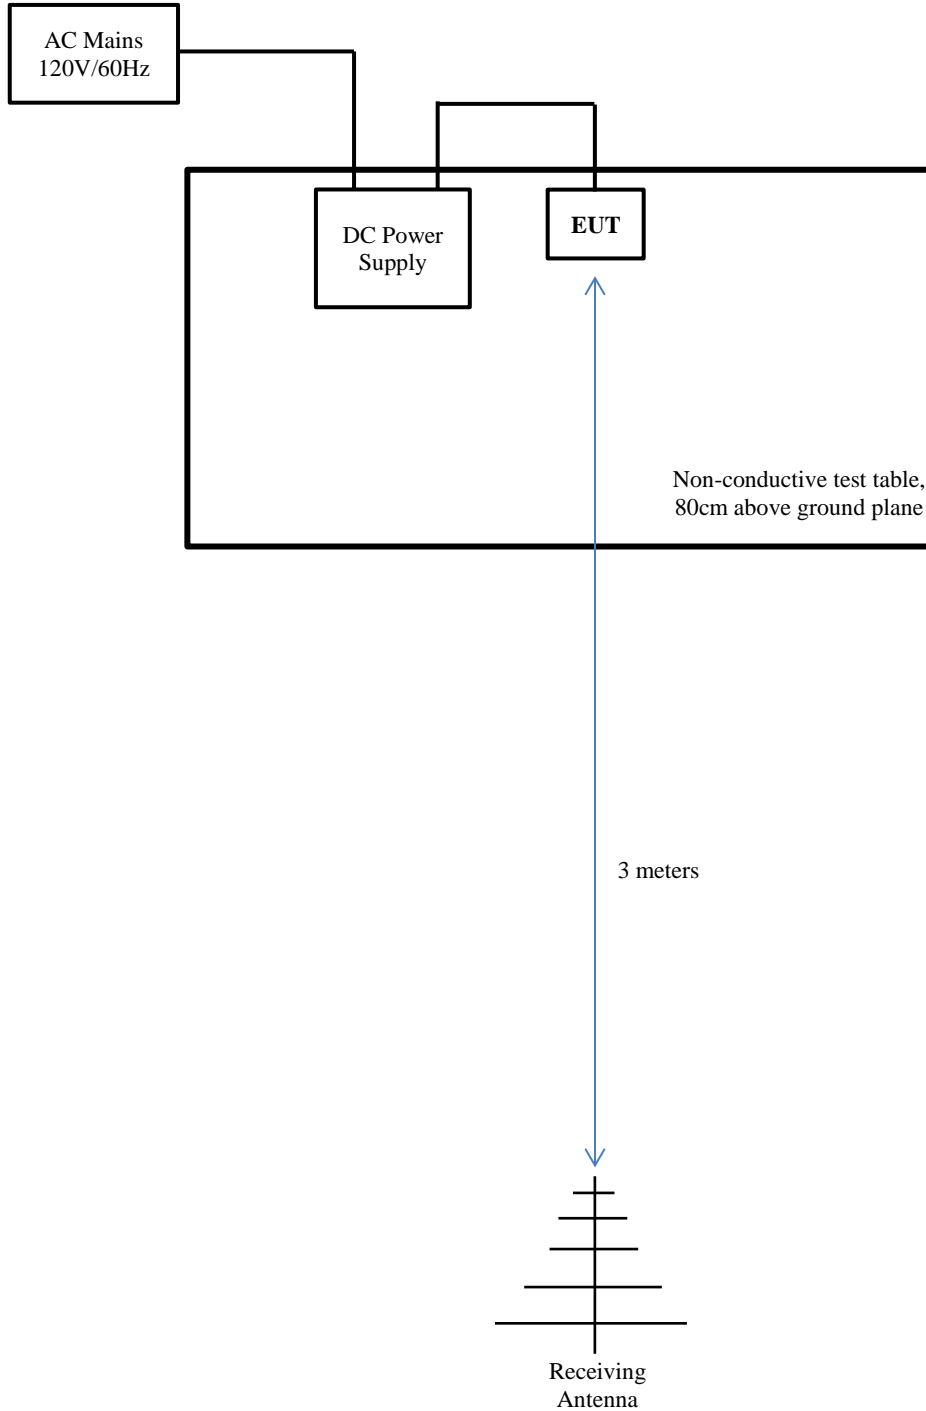 AC Mains
120V/60Hz
DC Power
Supply
EUT
Non-conductive test table,
80cm above ground plane
3 meters
Receiving
Antenna